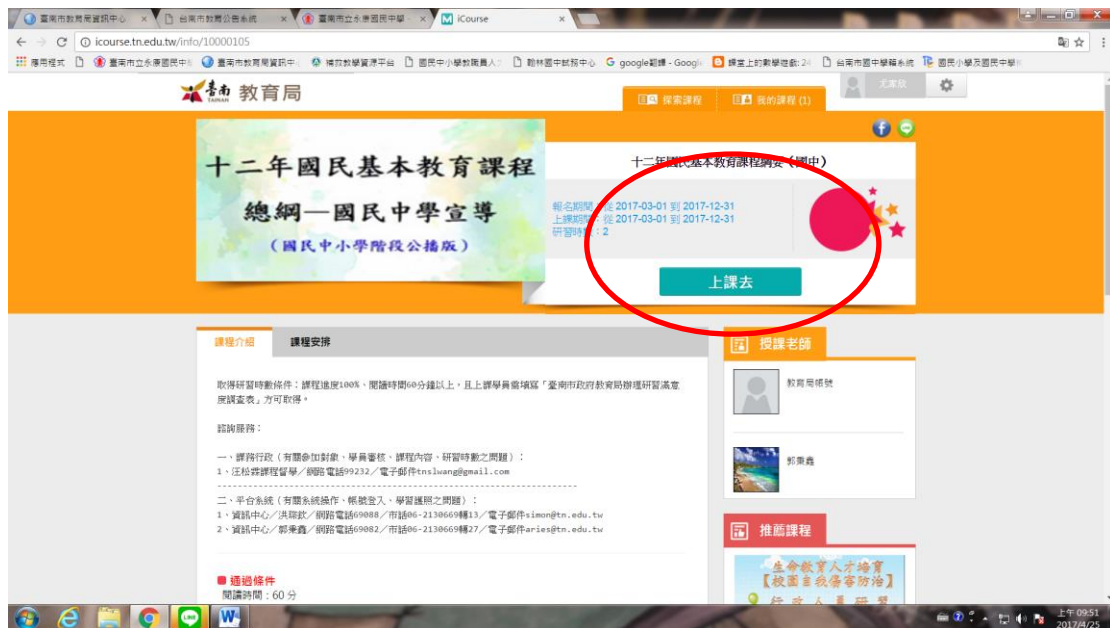 臺南市教育局資訊中心
台南市教育公告系統
臺南市立永康國民中學
iCourse
icourse.tn.edu.tw/info/10000105
應用程式
臺南市立永康國民中
臺南市教育局資訊中
補救教學資源平台
國民中小學教職員人
翰林國中試務中心
google翻譯 - Googl
課堂上的數學遊戲: 24
台南市國中學籍系統
國民小學及國民中學
臺南 教育局
TAINAN
探索課程
我的課程 (1)
十二年國民基本教育課程
總綱—國民中學宣導
(國民中小學階段公播版)
十二年國民基本教育課程綱要(國中)
報名期間：從 2017-03-01 到 2017-12-31
上課期間：從 2017-03-01 到 2017-12-31
研習時數：2
上課去
課程介紹
課程安排
取得研習時數條件：課程進度100%、閱讀時間60分鐘以上，且上課學員需填寫「臺南市政府教育局辦理研習滿意
度調查表」方可取得。
諮詢服務：
一、課務行政（有關參加對象、學員審核、課程內容、研習時數之問題）：
1、汪松霖課程督學／網路電話99232／電子郵件tnslwang@gmail.com
------------------------------------------------------------------------
二、平台系統（有關系統操作、帳號登入、學習護照之問題）：
1、資訊中心／洪瑞欽／網路電話69088／市話06-2130669轉13／電子郵件simon@tn.edu.tw
2、資訊中心／郭秉鑫／網路電話69082／市話06-2130669轉27／電子郵件aries@tn.edu.tw
通過條件
閱讀時間：60 分
授課老師
教育局帳號
郭秉鑫
推薦課程
生命教育人才培育
【校園自我傷害防治】
行政人員研習
上午 09:51
2017/4/25